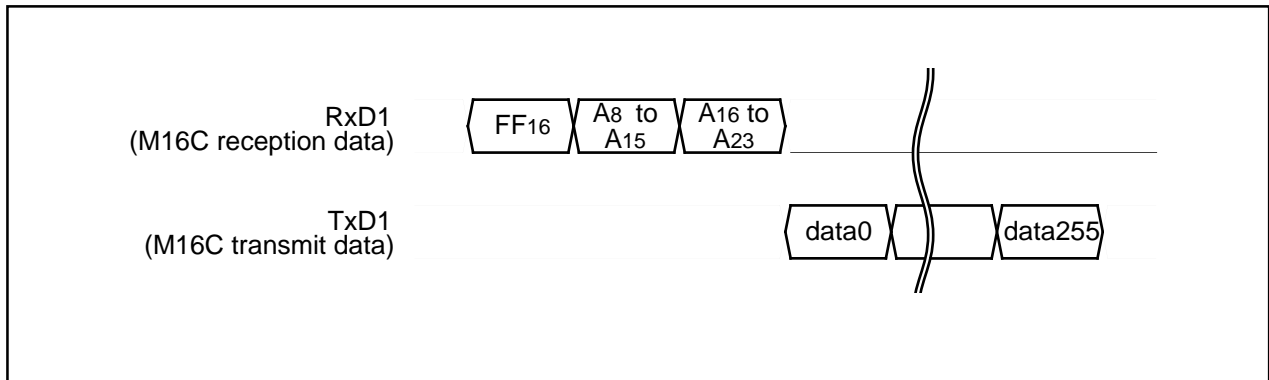 RxD1
(M16C reception data)
FF16
A8 to
A15
A16 to
A23
TxD1
(M16C transmit data)
data0
data255